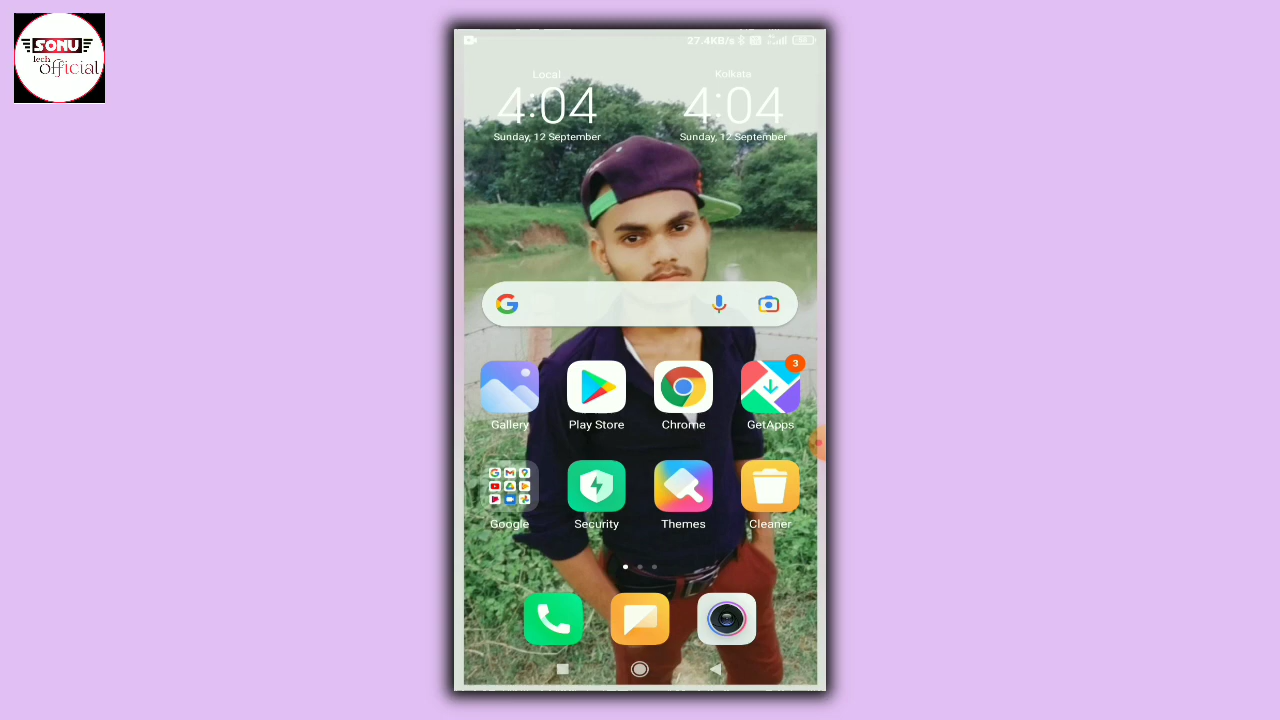 SONU
Tech
official
27.4KB/s
Local
Kolkata
4:04
4:04
Sunday, 12 September
Sunday, 12 September
3
Gallery
Play Store
Chrome
GetApps
Google
Security
Themes
Cleaner